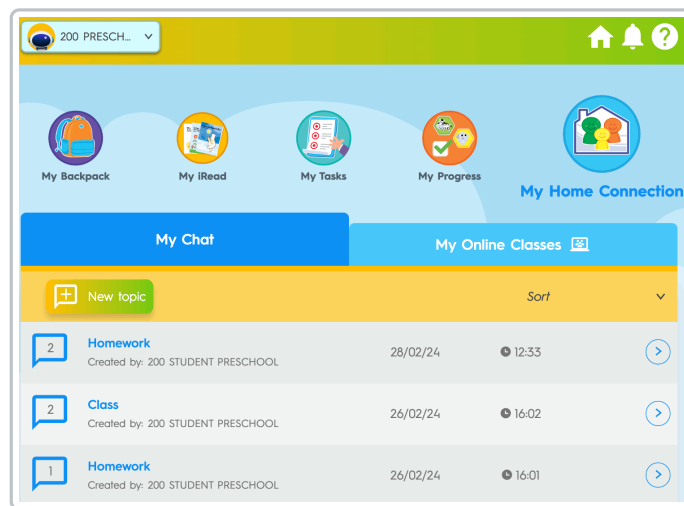 200 PRESCH...
?
My Backpack
My iRead
My Tasks
My Progress
My Home Connection
My Chat
My Online Classes
New topic
Sort
2
Homework
28/02/24
12:33
Created by: 200 STUDENT PRESCHOOL
2
Class
26/02/24
16:02
Created by: 200 STUDENT PRESCHOOL
1
Homework
26/02/24
16:01
Created by: 200 STUDENT PRESCHOOL